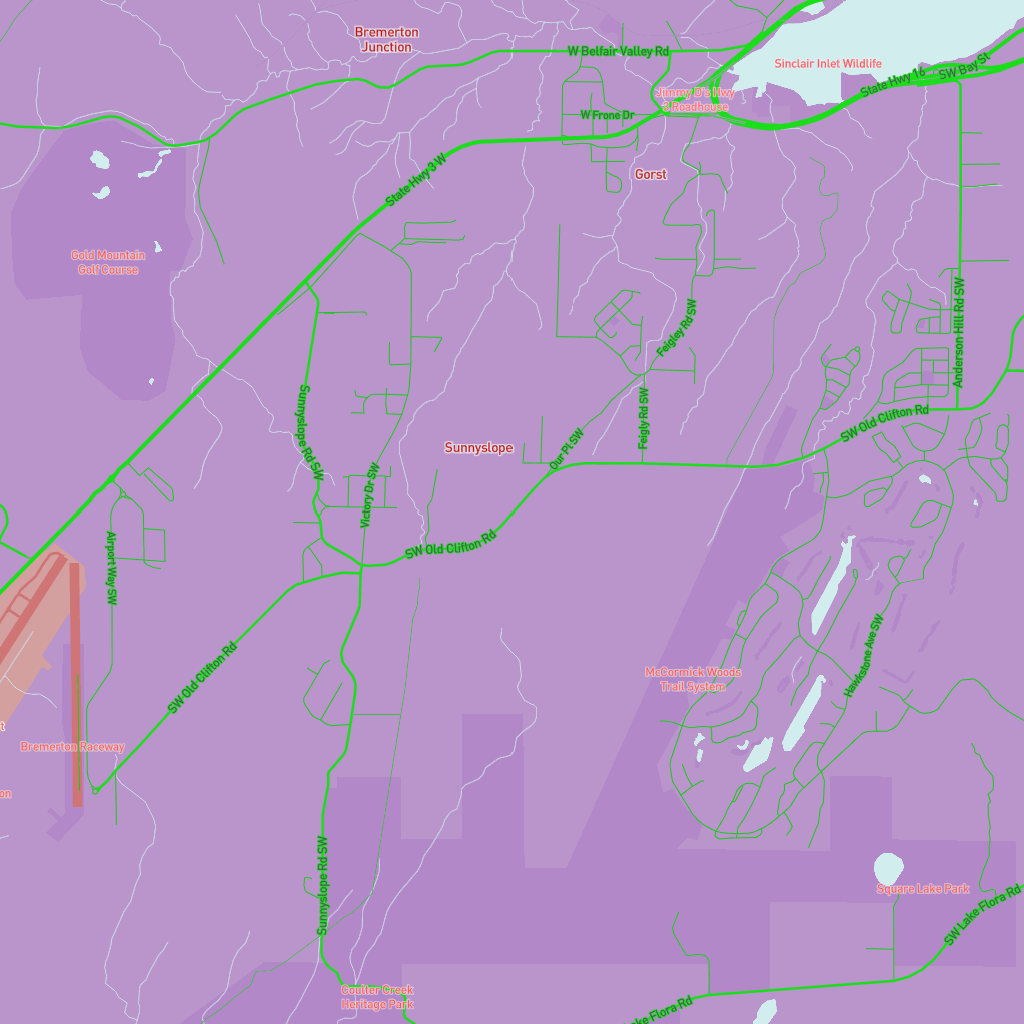 Bremerton
Junction
W Belfair Valley Rd
Sinclair Inlet Wildlife
State Hwy 16
SW Bay St
Jimmy D's Hwy
3 Roadhouse
W Frone Dr
Gorst
State Hwy 3 W
Gold Mountain
Golf Course
Feigley Rd SW
Anderson Hill Rd SW
Sunnyslope Rd SW
Feigly Rd SW
SW Old Clifton Rd
Sunnyslope
Our Pl SW
Victory Dr SW
SW Old Clifton Rd
Airport Way SW
Hawkstone Ave SW
SW Old Clifton Rd
McCormick Woods
Trail System
Bremerton Raceway
Sunnyslope Rd SW
Square Lake Park
SW Lake Flora Rd
Coulter Creek
Heritage Park
ake Flora Rd